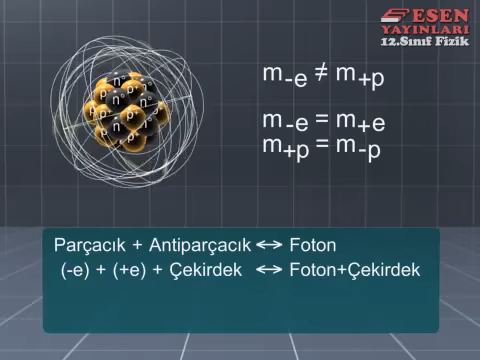 ESEN
YAYINLARI
12.Sınıf Fizik
m-e ≠ m+p
m-e = m+e
m+p = m-p
n° p+ n° p+ n° p+ n°
Parçacık + Antiparçacık ↔ Foton
(-e) + (+e) + Çekirdek ↔ Foton+Çekirdek